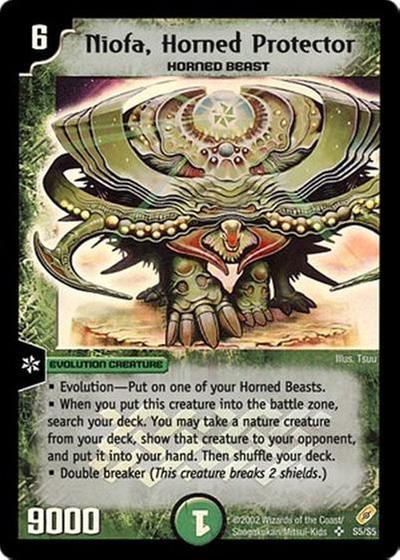 6 Niofa, Horned Protector
HORNED BEAST
Illus. Tsuu
EVOLUTION CREATURE
▪ Evolution—Put on one of your Horned Beasts.
▪ When you put this creature into the battle zone,
search your deck. You may take a nature creature
from your deck, show that creature to your opponent,
and put it into your hand. Then shuffle your deck.
▪ Double breaker (This creature breaks 2 shields.)
9000
1
©2002 Wizards of the Coast/
Shogakukan/Mitsui-Kids
S5/S5